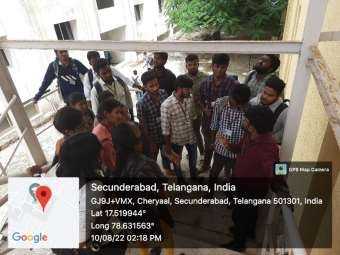 GPS Map Camera
Secunderabad, Telangana, India
GJ9J+VMX, Cheryaal, Secunderabad, Telangana 501301, India
Lat 17.519944°
Long 78.631563°
10/08/22 02:18 PM
Google